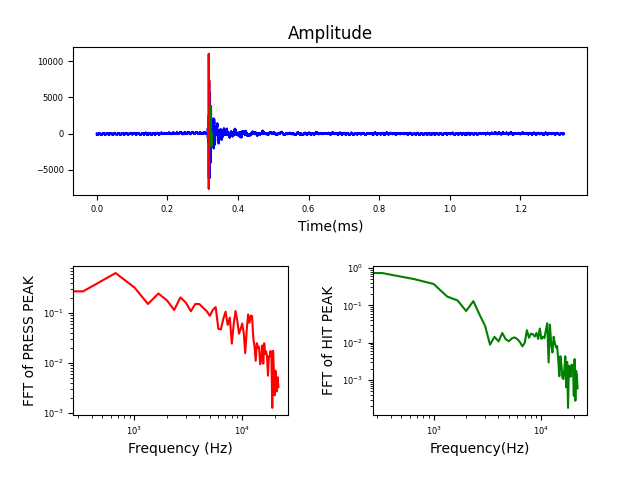 Amplitude
10000
5000
0
−5000
0.0 0.2 0.4 0.6 0.8 1.0 1.2
Time(ms)
FFT of PRESS PEAK
10⁻¹
10⁻²
10⁻³
10³ 10⁴
Frequency (Hz)
FFT of HIT PEAK
10⁰
10⁻¹
10⁻²
10⁻³
10³ 10⁴
Frequency(Hz)